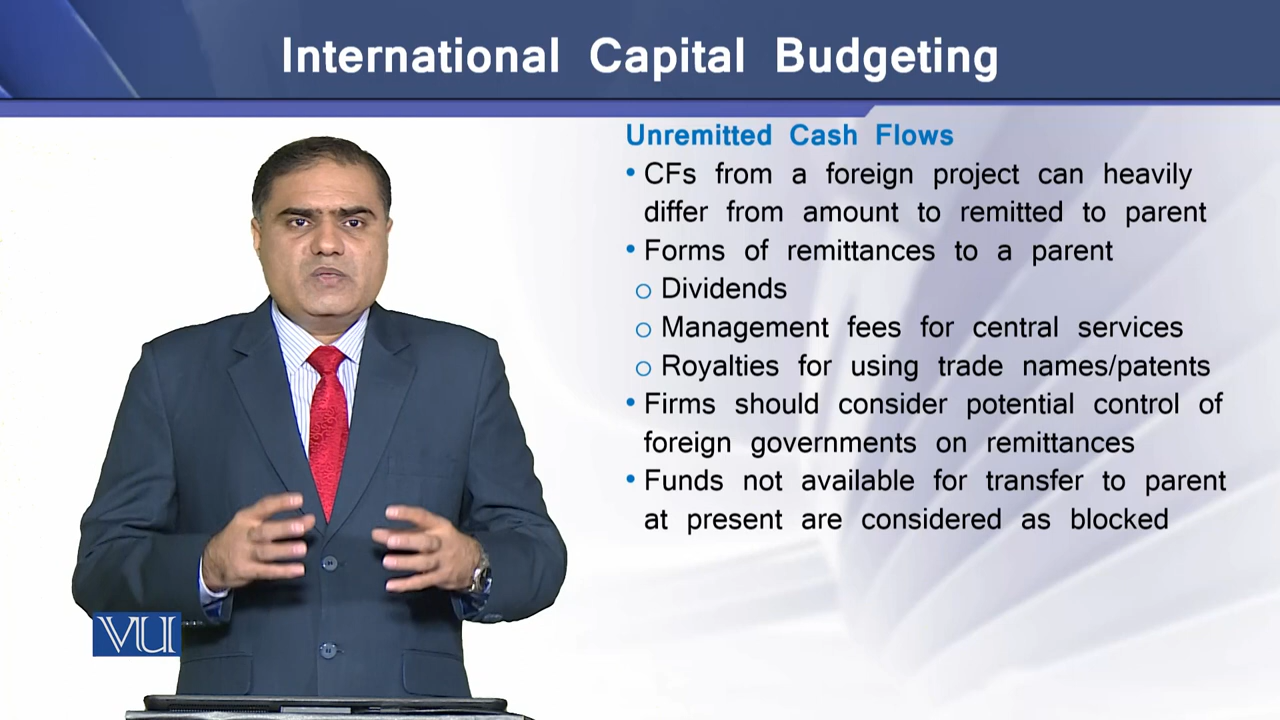 International Capital Budgeting
Unremitted Cash Flows
• CFs from a foreign project can heavily
differ from amount to remitted to parent
• Forms of remittances to a parent
o Dividends
o Management fees for central services
o Royalties for using trade names/patents
• Firms should consider potential control of
foreign governments on remittances
• Funds not available for transfer to parent
at present are considered as blocked
VU